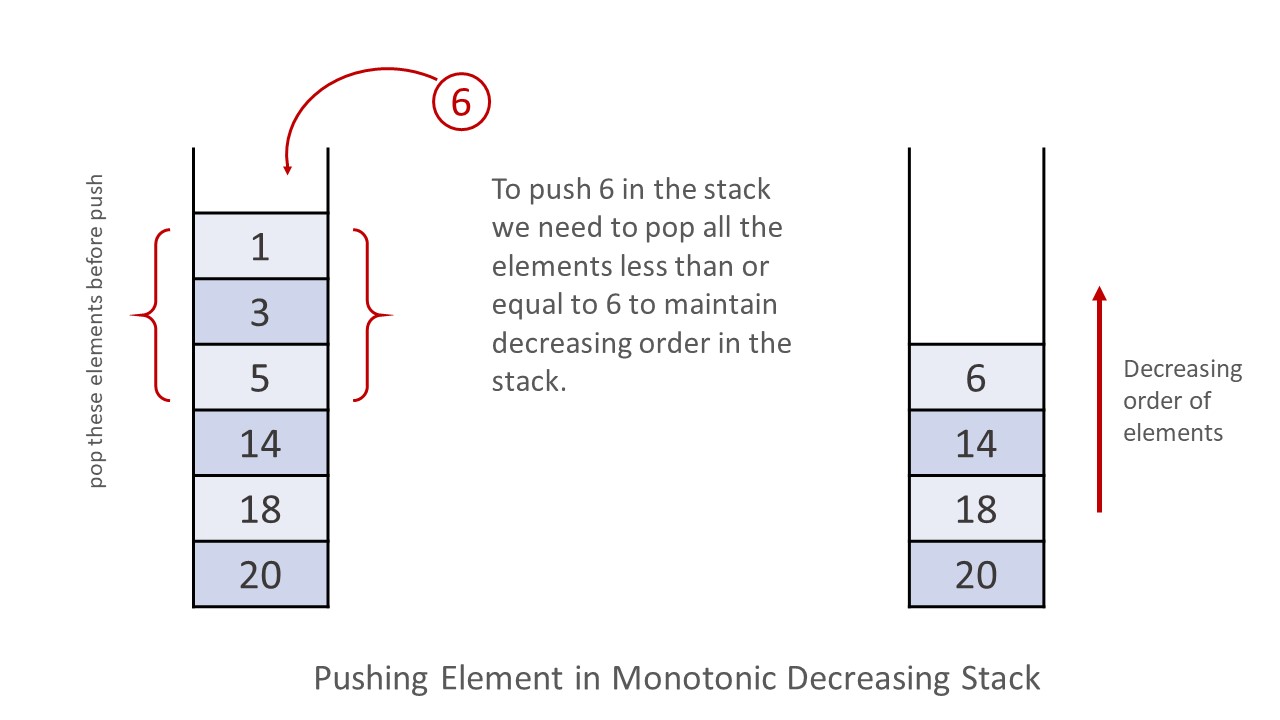 6
pop these elements before push
1
3
5
14
18
20
To push 6 in the stack
we need to pop all the
elements less than or
equal to 6 to maintain
decreasing order in the
stack.
6
14
18
20
Decreasing
order of
elements
Pushing Element in Monotonic Decreasing Stack